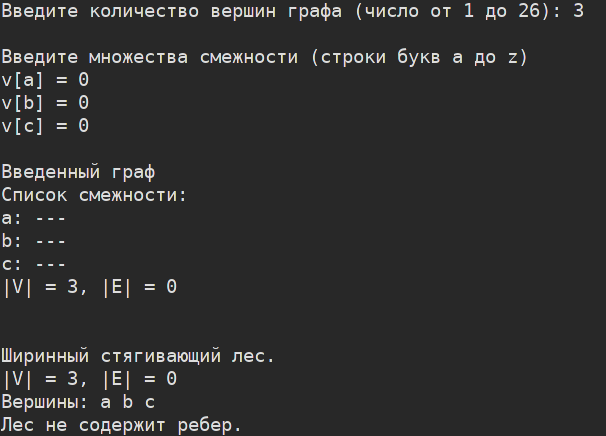 Введите количество вершин графа (число от 1 до 26): 3
Введите множества смежности (строки букв a до z)
v[a] = 0
v[b] = 0
v[c] = 0
Введенный граф
Список смежности:
a: ---
b: ---
c: ---
|V| = 3, |E| = 0
Ширинный стягивающий лес.
|V| = 3, |E| = 0
Вершины: a b c
Лес не содержит ребер.